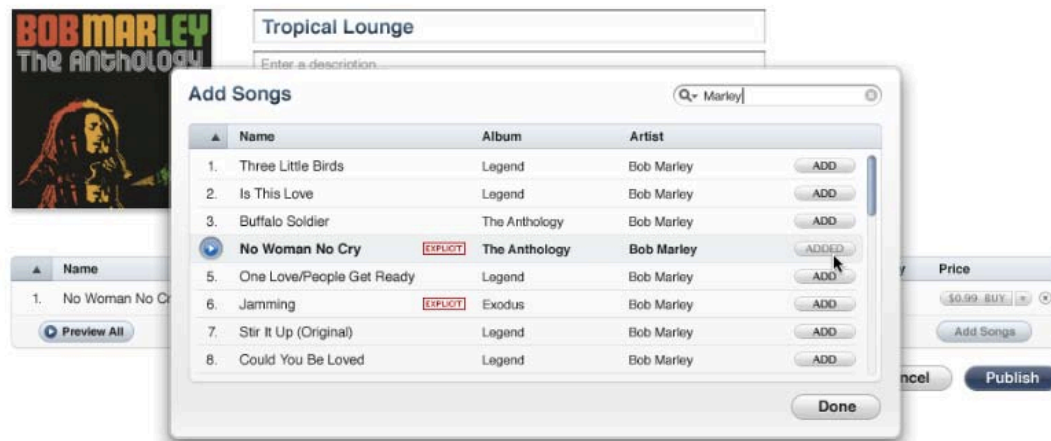 BOB MARLEY
The Anthology
Tropical Lounge
Enter a description...
Add Songs
Marley
Name Album Artist
1. Three Little Birds Legend Bob Marley ADD
2. Is This Love Legend Bob Marley ADD
3. Buffalo Soldier The Anthology Bob Marley ADD
No Woman No Cry EXPLICIT The Anthology Bob Marley ADDED
5. One Love/People Get Ready Legend Bob Marley ADD
6. Jamming EXPLICIT Exodus Bob Marley ADD
7. Stir It Up (Original) Legend Bob Marley ADD
8. Could You Be Loved Legend Bob Marley ADD
Done
Name Price
1. No Woman No $0.99 BUY
Preview All Add Songs
Publish